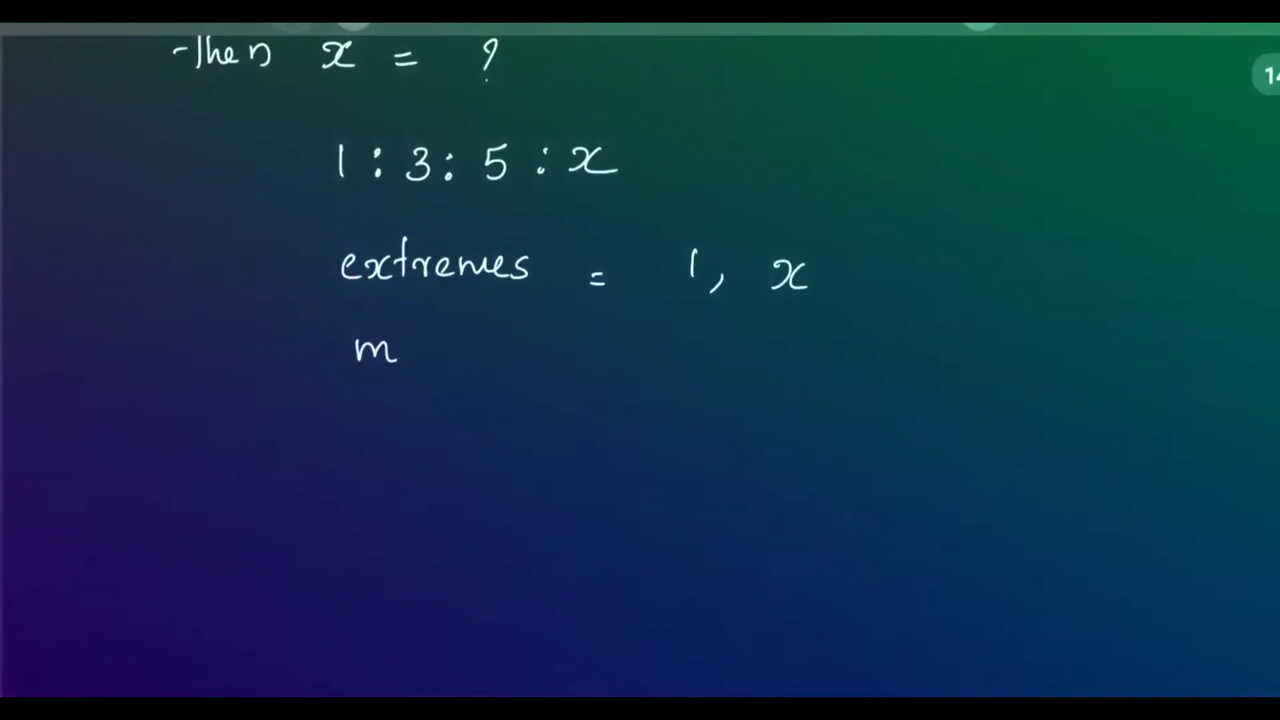 Then x = ?
1 : 3 : 5 : x
extremes = 1, x
m